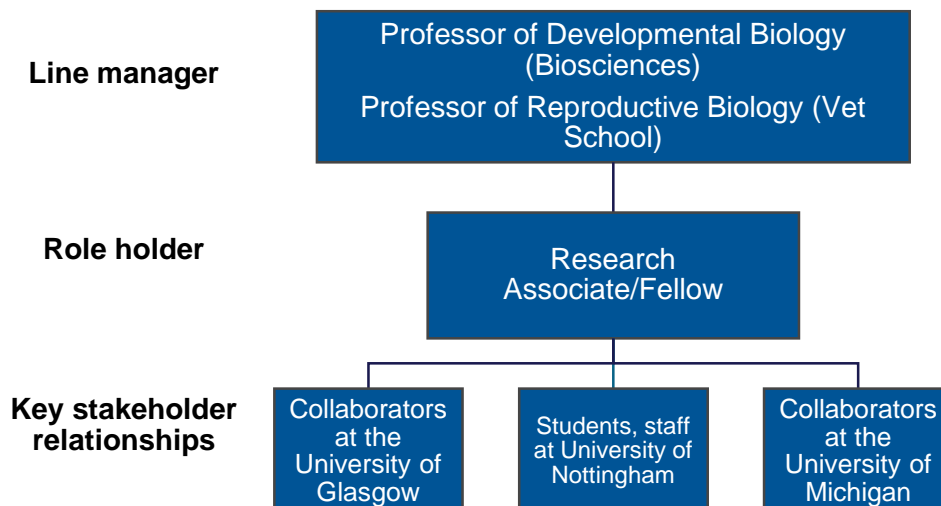 Line manager
Professor of Developmental Biology
(Biosciences)
Professor of Reproductive Biology (Vet
School)
Role holder
Research
Associate/Fellow
Key stakeholder
relationships
Collaborators
at the
University of
Glasgow
Students, staff
at University of
Nottingham
Collaborators
at the
University of
Michigan